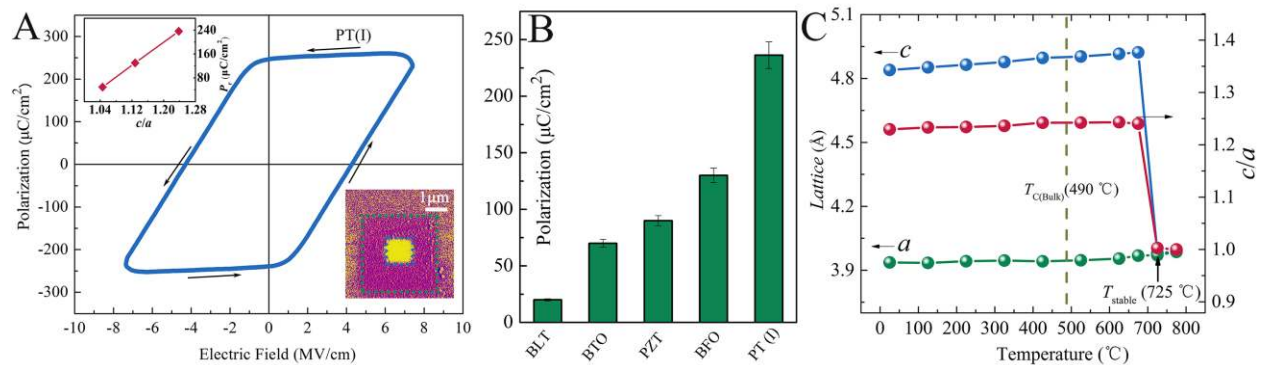 A
PT(I)
P_r (μC/cm²)
240
160
80
1.04
1.12
1.20
1.28
c/a
Polarization (μC/cm²)
300
200
100
0
-100
-200
-300
-10
-8
-6
-4
-2
0
2
4
6
8
10
Electric Field (MV/cm)
1μm
B
Polarization (μC/cm²)
250
200
150
100
50
0
BLT
BTO
PZT
BFO
PT (I)
C
Lattice (Å)
5.1
4.8
4.5
4.2
3.9
c
a
T_C(Bulk)(490 ℃)
T_stable (725 ℃)
1.4
1.3
1.2
1.1
1.0
0.9
c/a
0
100
200
300
400
500
600
700
800
Temperature (℃)